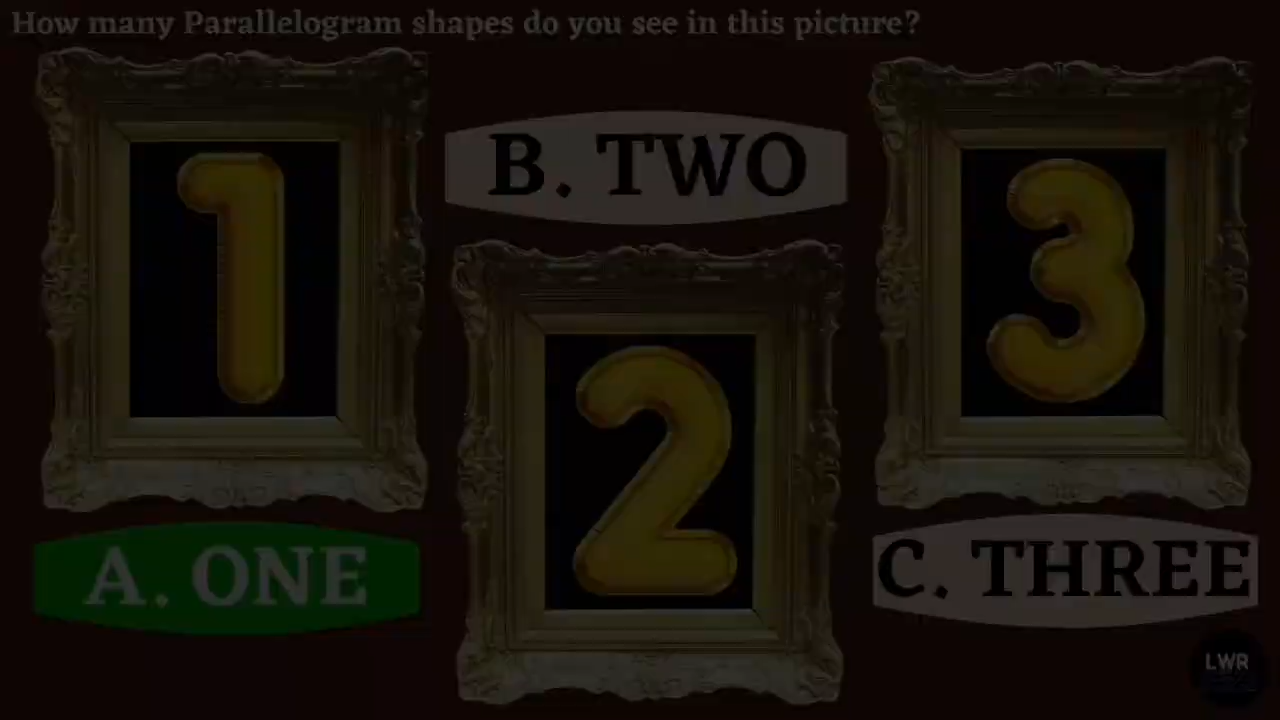 How many Parallelogram shapes do you see in this picture?
1
B. TWO
3
2
A. ONE
C. THREE
LWR